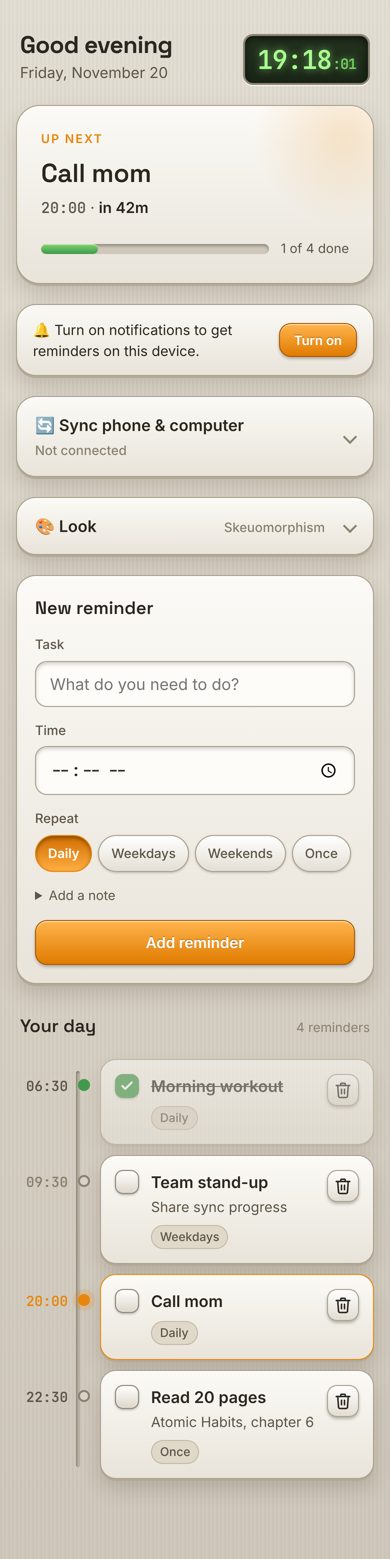 Good evening
Friday, November 20
19:18:01
UP NEXT
Call mom
20:00 · in 42m
1 of 4 done
🔔 Turn on notifications to get
reminders on this device.
Turn on
🔄 Sync phone & computer
Not connected
🎨 Look
Skeuomorphism
New reminder
Task
What do you need to do?
Time
--:-- --
Repeat
Daily
Weekdays
Weekends
Once
▶ Add a note
Add reminder
Your day
4 reminders
06:30
Morning workout
Daily
09:30
Team stand-up
Share sync progress
Weekdays
20:00
Call mom
Daily
22:30
Read 20 pages
Atomic Habits, chapter 6
Once